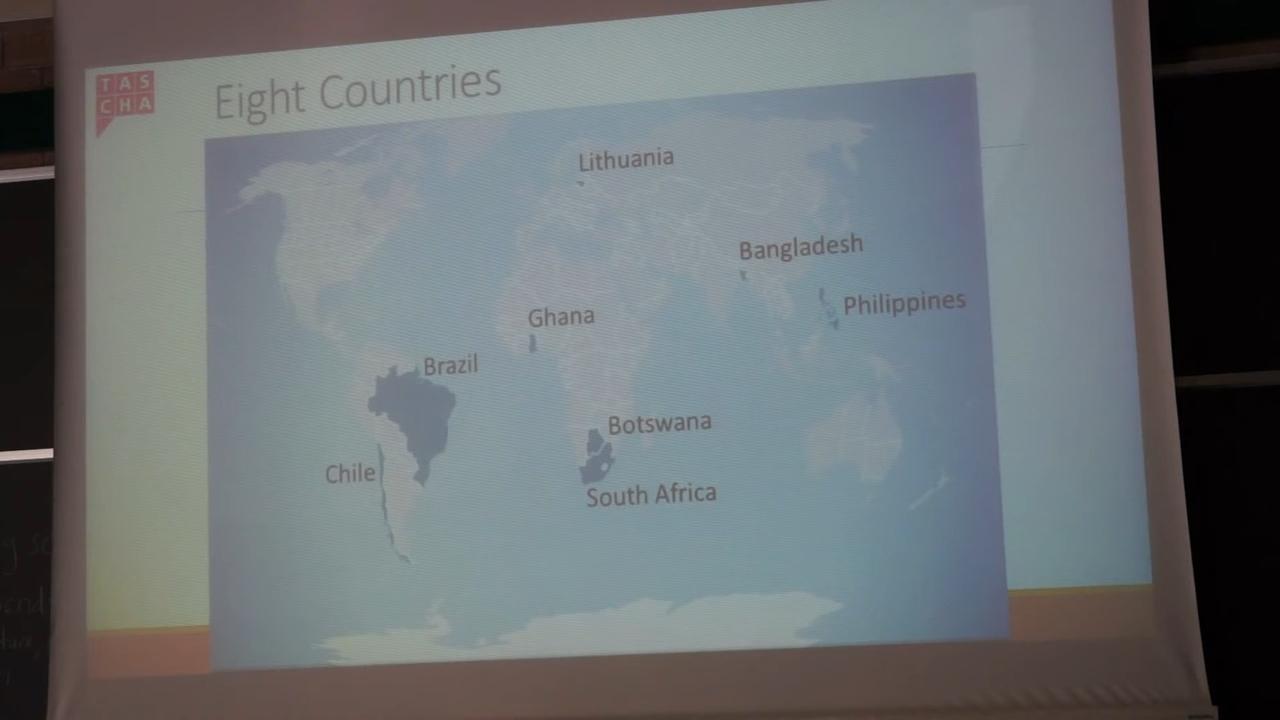 TAS
CHA
Eight Countries
Lithuania
Bangladesh
Philippines
Ghana
Brazil
Botswana
Chile
South Africa